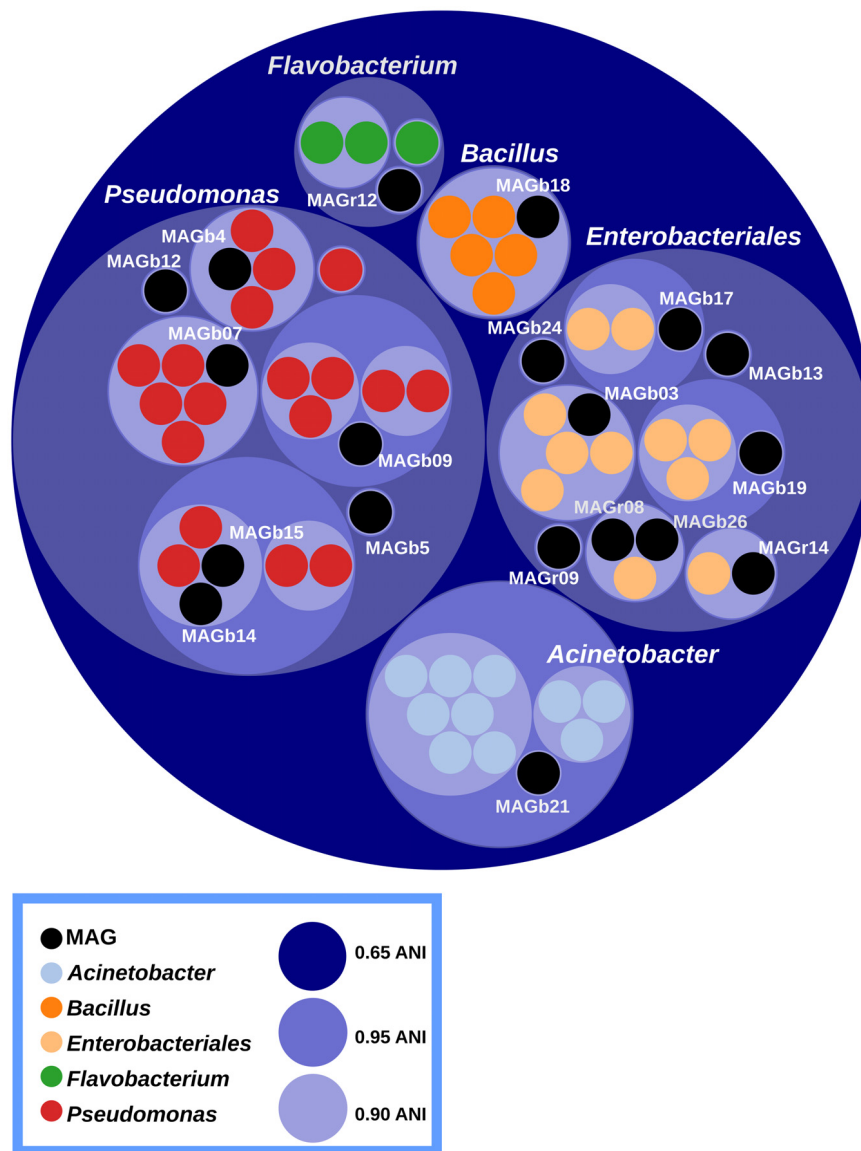 Flavobacterium
MAGr12
Bacillus
MAGb18
Pseudomonas
MAGb4
MAGb12
MAGb07
MAGb09
MAGb15
MAGb5
MAGb14
Enterobacteriales
MAGb17
MAGb24
MAGb13
MAGb03
MAGb19
MAGr08
MAGb26
MAGr14
MAGr09
Acinetobacter
MAGb21
MAG
Acinetobacter
Bacillus
Enterobacteriales
Flavobacterium
Pseudomonas
0.65 ANI
0.95 ANI
0.90 ANI